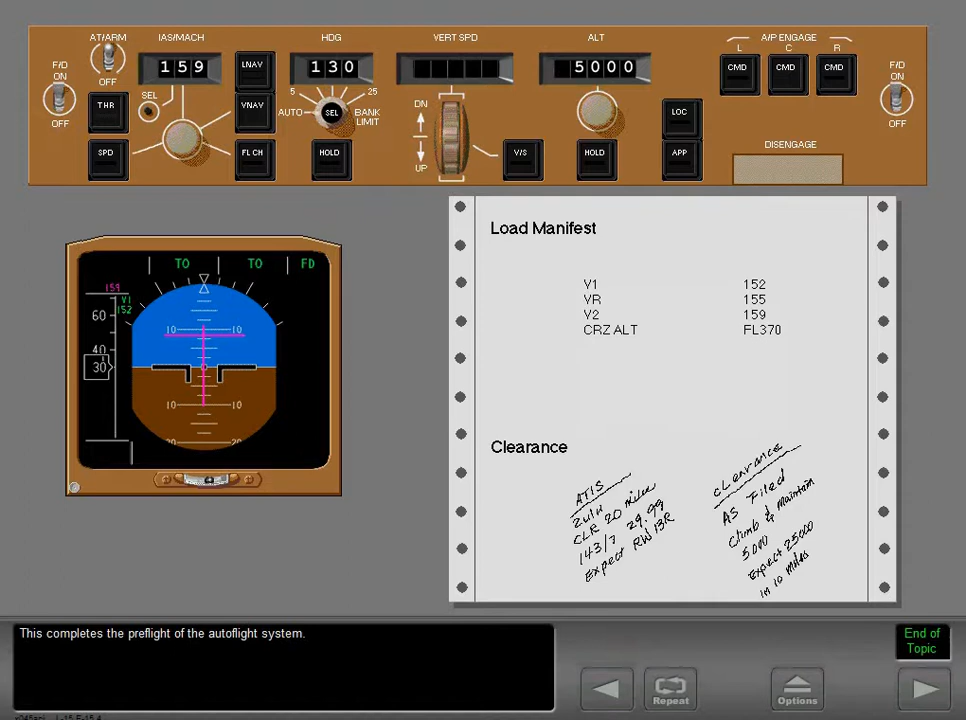 A/T ARM
IAS/MACH
HDG
VERT SPD
ALT
A/P ENGAGE
L C R
F/D
ON
OFF
OFF
159
LNAV
130
5000
CMD
CMD
CMD
F/D
ON
OFF
SEL
5 25
THR
VNAV
AUTO
SEL
BANK
LIMIT
DN
UP
LOC
SPD
FL CH
HOLD
V/S
HOLD
APP
DISENGAGE
TO TO FD
159
V1
152
60
40
30
1
10 10
10 10
20 20
Load Manifest
V1 152
VR 155
V2 159
CRZ ALT FL370
Clearance
ATIS
Zulu
CLR 20 miles
143/7 29.99
Expect RW 13R
Clearance
AS Filed
Climb & Maintain
5000
Expect 25000
in 10 miles
This completes the preflight of the autoflight system.
End of
Topic
Repeat
Options